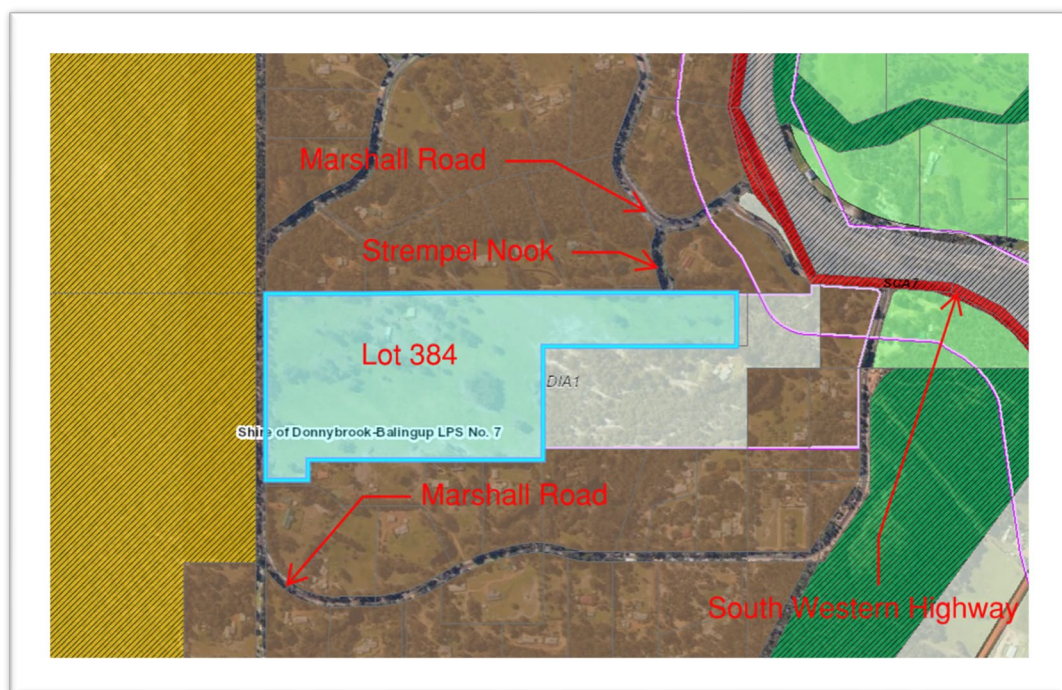 Marshall Road
Strempel Nook
SCA7
Lot 384
DIA1
Shire of Donnybrook-Balingup LPS No. 7
Marshall Road
South Western Highway